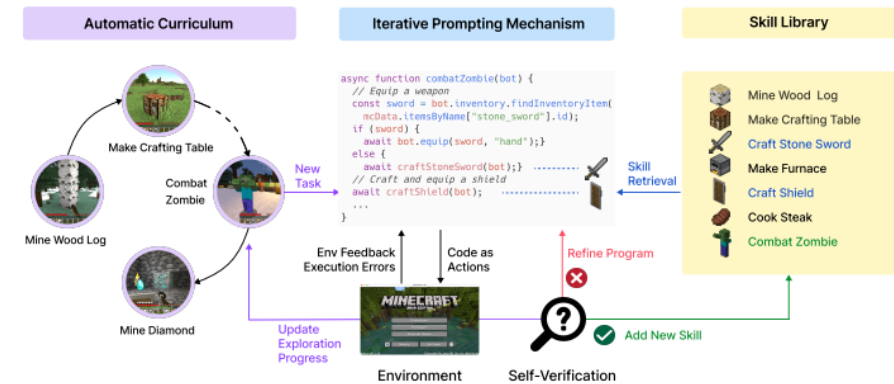 Automatic Curriculum
Iterative Prompting Mechanism
Skill Library
Make Crafting Table
Mine Wood Log
Combat
Zombie
Mine Diamond
New
Task
async function combatZombie(bot) {
// Equip a weapon
const sword = bot.inventory.findInventoryItem(
mcData.itemsByName["stone_sword"].id);
if (sword) {
await bot.equip(sword, "hand");}
else {
await craftStoneSword(bot);}
// Craft and equip a shield
await craftShield(bot);
...
}
Skill
Retrieval
Mine Wood Log
Make Crafting Table
Craft Stone Sword
Make Furnace
Craft Shield
Cook Steak
Combat Zombie
Env Feedback
Execution Errors
Code as
Actions
Refine Program
Update
Exploration
Progress
MINECRAFT
?
Add New Skill
Environment
Self-Verification